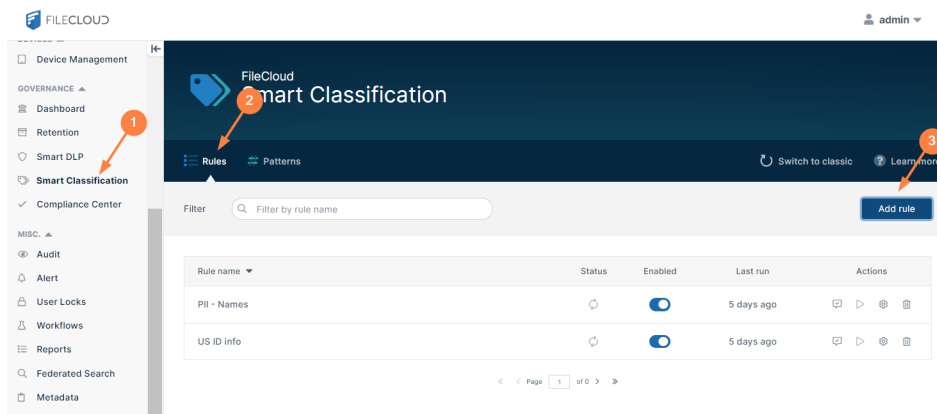 FILECLOUD
admin
Device Management
GOVERNANCE
Dashboard
Retention
Smart DLP
Smart Classification
Compliance Center
MISC.
Audit
Alert
User Locks
Workflows
Reports
Federated Search
Metadata
1
FileCloud
Smart Classification
2
Rules
Patterns
Switch to classic
Learn more
3
Filter
Filter by rule name
Add rule
Rule name Status Enabled Last run Actions
PII - Names 5 days ago
US ID info 5 days ago
Page 1 of 0